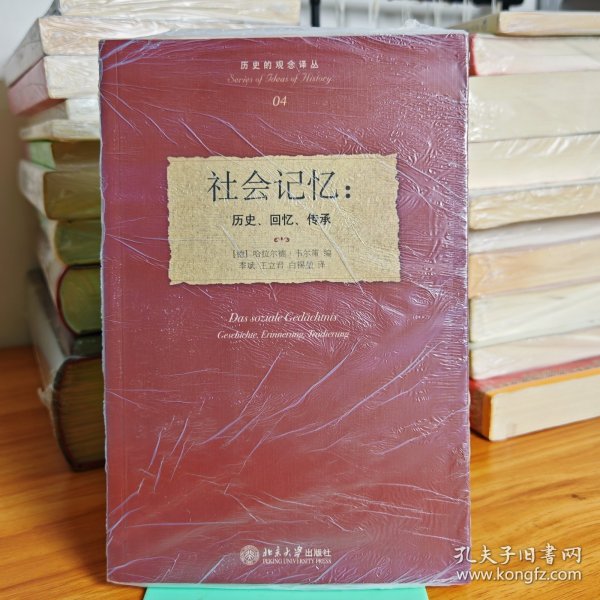 历史的观念译丛
Series of Ideas of History
04
社会记忆：
历史、回忆、传承
[德] 哈拉尔德·韦尔策 编
李斌 王立君 白锡堃 译
Das soziale Gedächtnis
Geschichte, Erinnerung, Tradierung
北京大学出版社
PEKING UNIVERSITY PRESS
孔夫子旧书网
www.kongfz.com